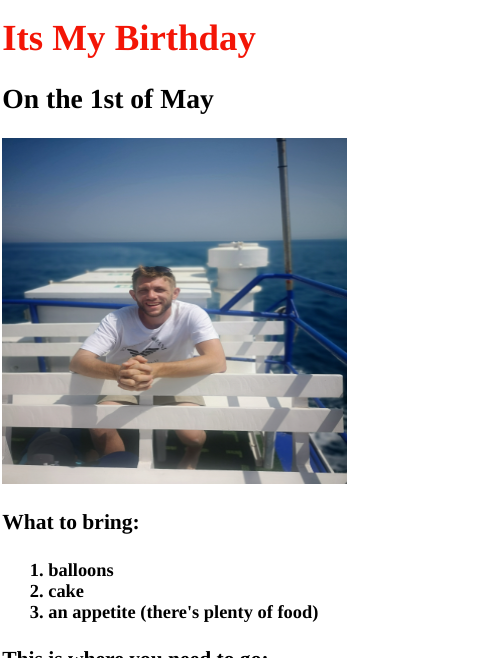 Its My Birthday
On the 1st of May
What to bring:
1. balloons
2. cake
3. an appetite (there's plenty of food)
This is where you need to go: